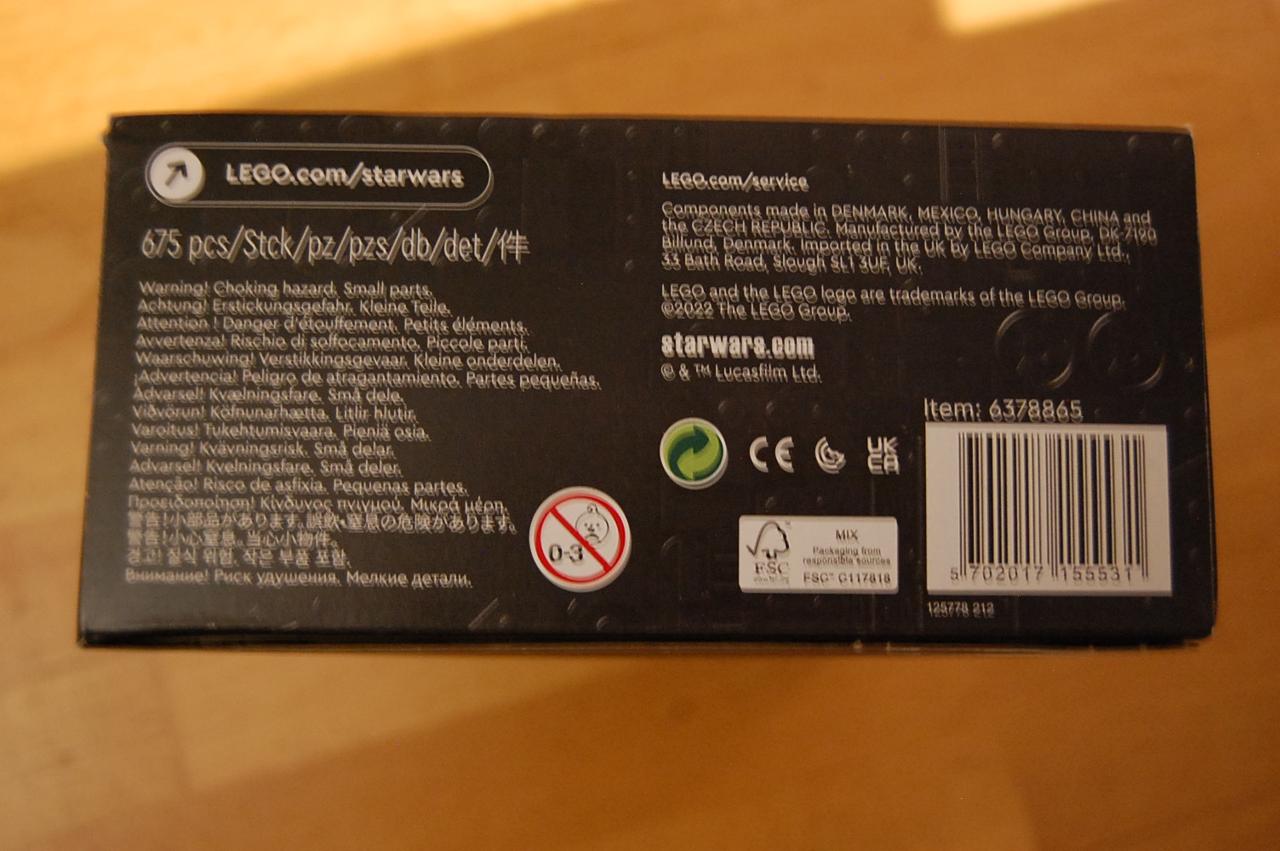 LEGO.com/starwars
675 pcs/Stck/pz/pzs/db/det/件
Warning! Choking hazard. Small parts.
Achtung! Erstickungsgefahr. Kleine Teile.
Attention ! Danger d'étouffement. Petits éléments.
Avvertenza! Rischio di soffocamento. Piccole parti.
Waarschuwing! Verstikkingsgevaar. Kleine onderdelen.
¡Advertencia! Peligro de atragantamiento. Partes pequeñas.
Advarsel! Kvælningsfare. Små dele.
Viðvörun! Köfnunarhætta. Litlir hlutir.
Varoitus! Tukehtumisvaara. Pieniä osia.
Varning! Kvävningsrisk. Små delar.
Advarsel! Kvelningsfare. Små deler.
Atenção! Risco de asfixia. Pequenas partes.
Προειδοποίηση! Κίνδυνος πνιγμού. Μικρά μέρη.
警告!小部品があります。誤飲・窒息の危険があります。
警告!小心窒息。当心小物件。
경고! 질식 위험. 작은 부품 포함.
Внимание! Риск удушения. Мелкие детали.
0-3
LEGO.com/service
Components made in DENMARK, MEXICO, HUNGARY, CHINA and
the CZECH REPUBLIC. Manufactured by the LEGO Group, DK-7190
Billund, Denmark. Imported in the UK by LEGO Company Ltd.,
33 Bath Road, Slough SL1 3UF, UK.
LEGO and the LEGO logo are trademarks of the LEGO Group.
©2022 The LEGO Group.
starwars.com
© & ™ Lucasfilm Ltd.
CE
UK
CA
FSC
MIX
Packaging from
responsible sources
FSC™ C117818
Item: 6378865
5 702017 155531
125778 212